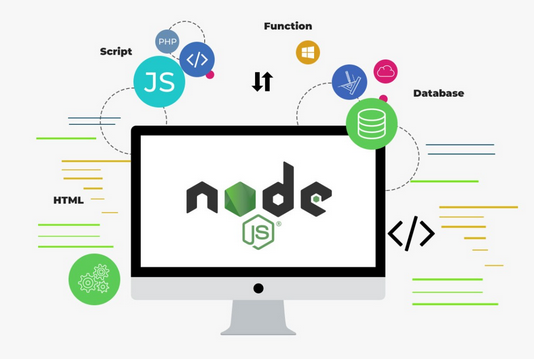 Function
PHP
Script
</>
JS
Database
node
JS®
HTML
</>